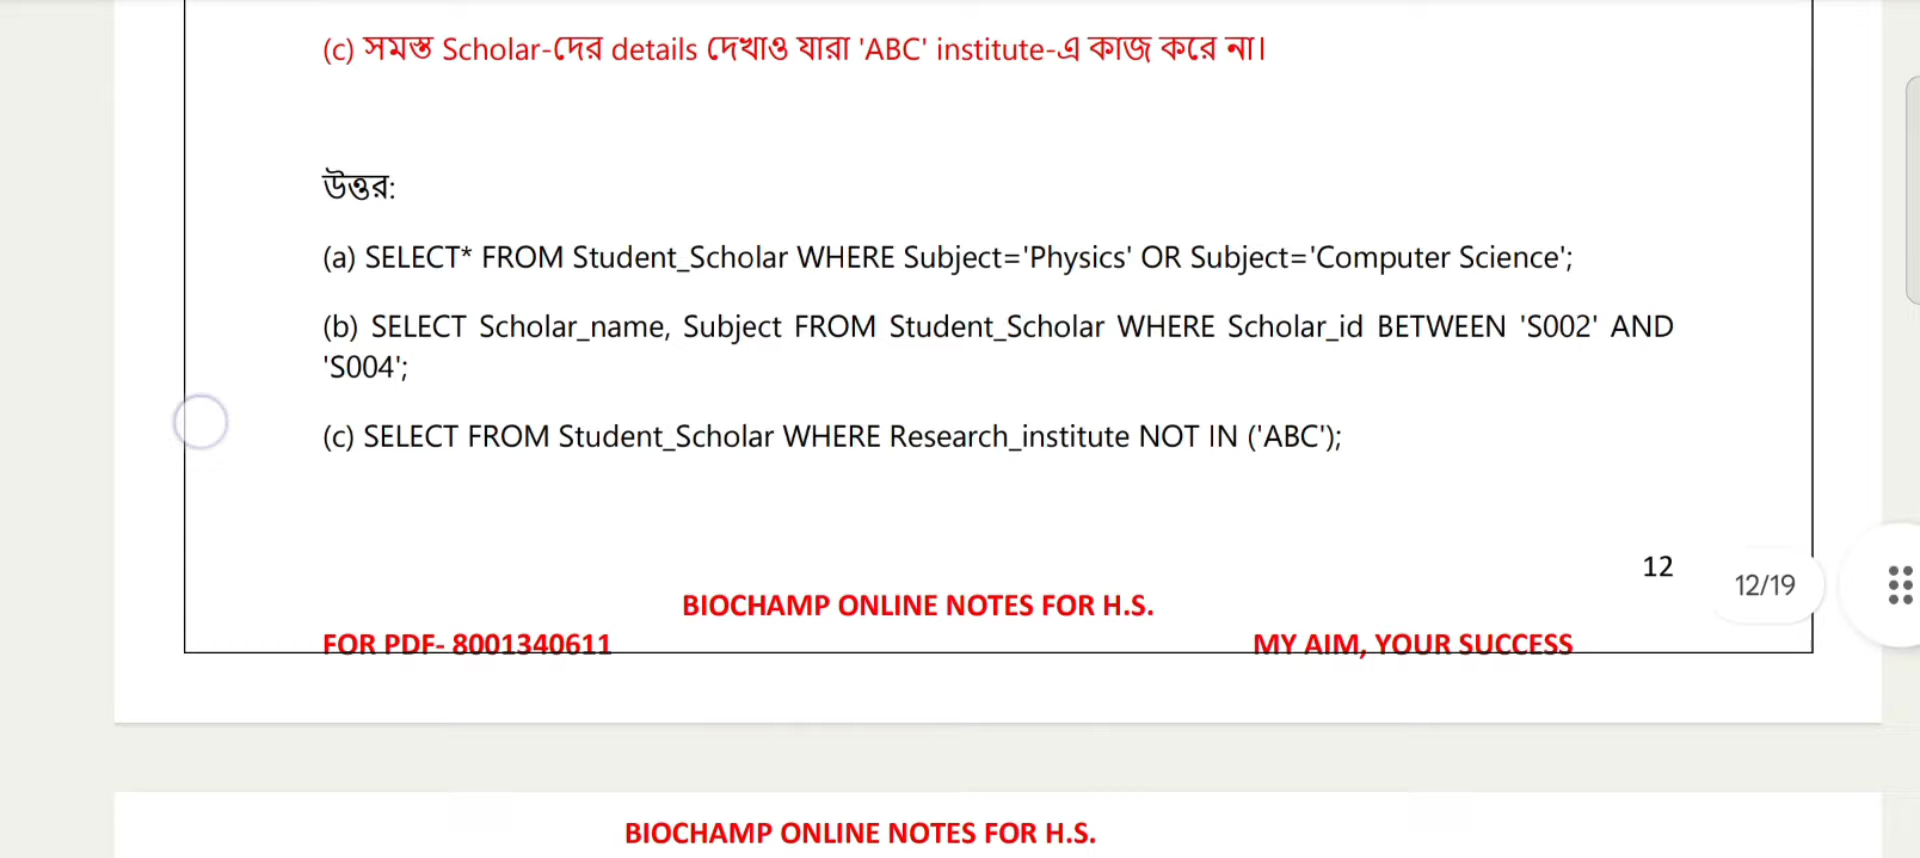 (c) সমস্ত Scholar-দের details দেখাও যারা 'ABC' institute-এ কাজ করে না।
উত্তর:
(a) SELECT* FROM Student_Scholar WHERE Subject='Physics' OR Subject='Computer Science';
(b) SELECT Scholar_name, Subject FROM Student_Scholar WHERE Scholar_id BETWEEN 'S002' AND
'S004';
(c) SELECT FROM Student_Scholar WHERE Research_institute NOT IN ('ABC');
12
12/19
BIOCHAMP ONLINE NOTES FOR H.S.
FOR PDF- 8001340611 MY AIM, YOUR SUCCESS
BIOCHAMP ONLINE NOTES FOR H.S.